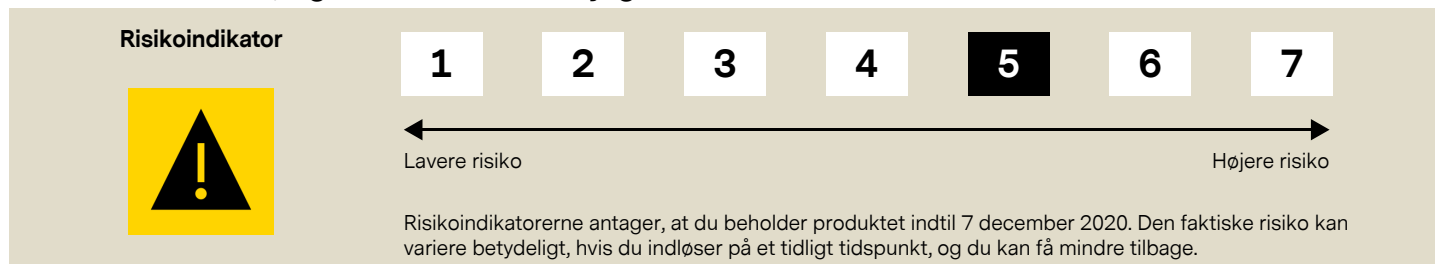 Risikoindikator
1 2 3 4 5 6 7
Lavere risiko Højere risiko
Risikoindikatorerne antager, at du beholder produktet indtil 7 december 2020. Den faktiske risiko kan
variere betydeligt, hvis du indløser på et tidligt tidspunkt, og du kan få mindre tilbage.